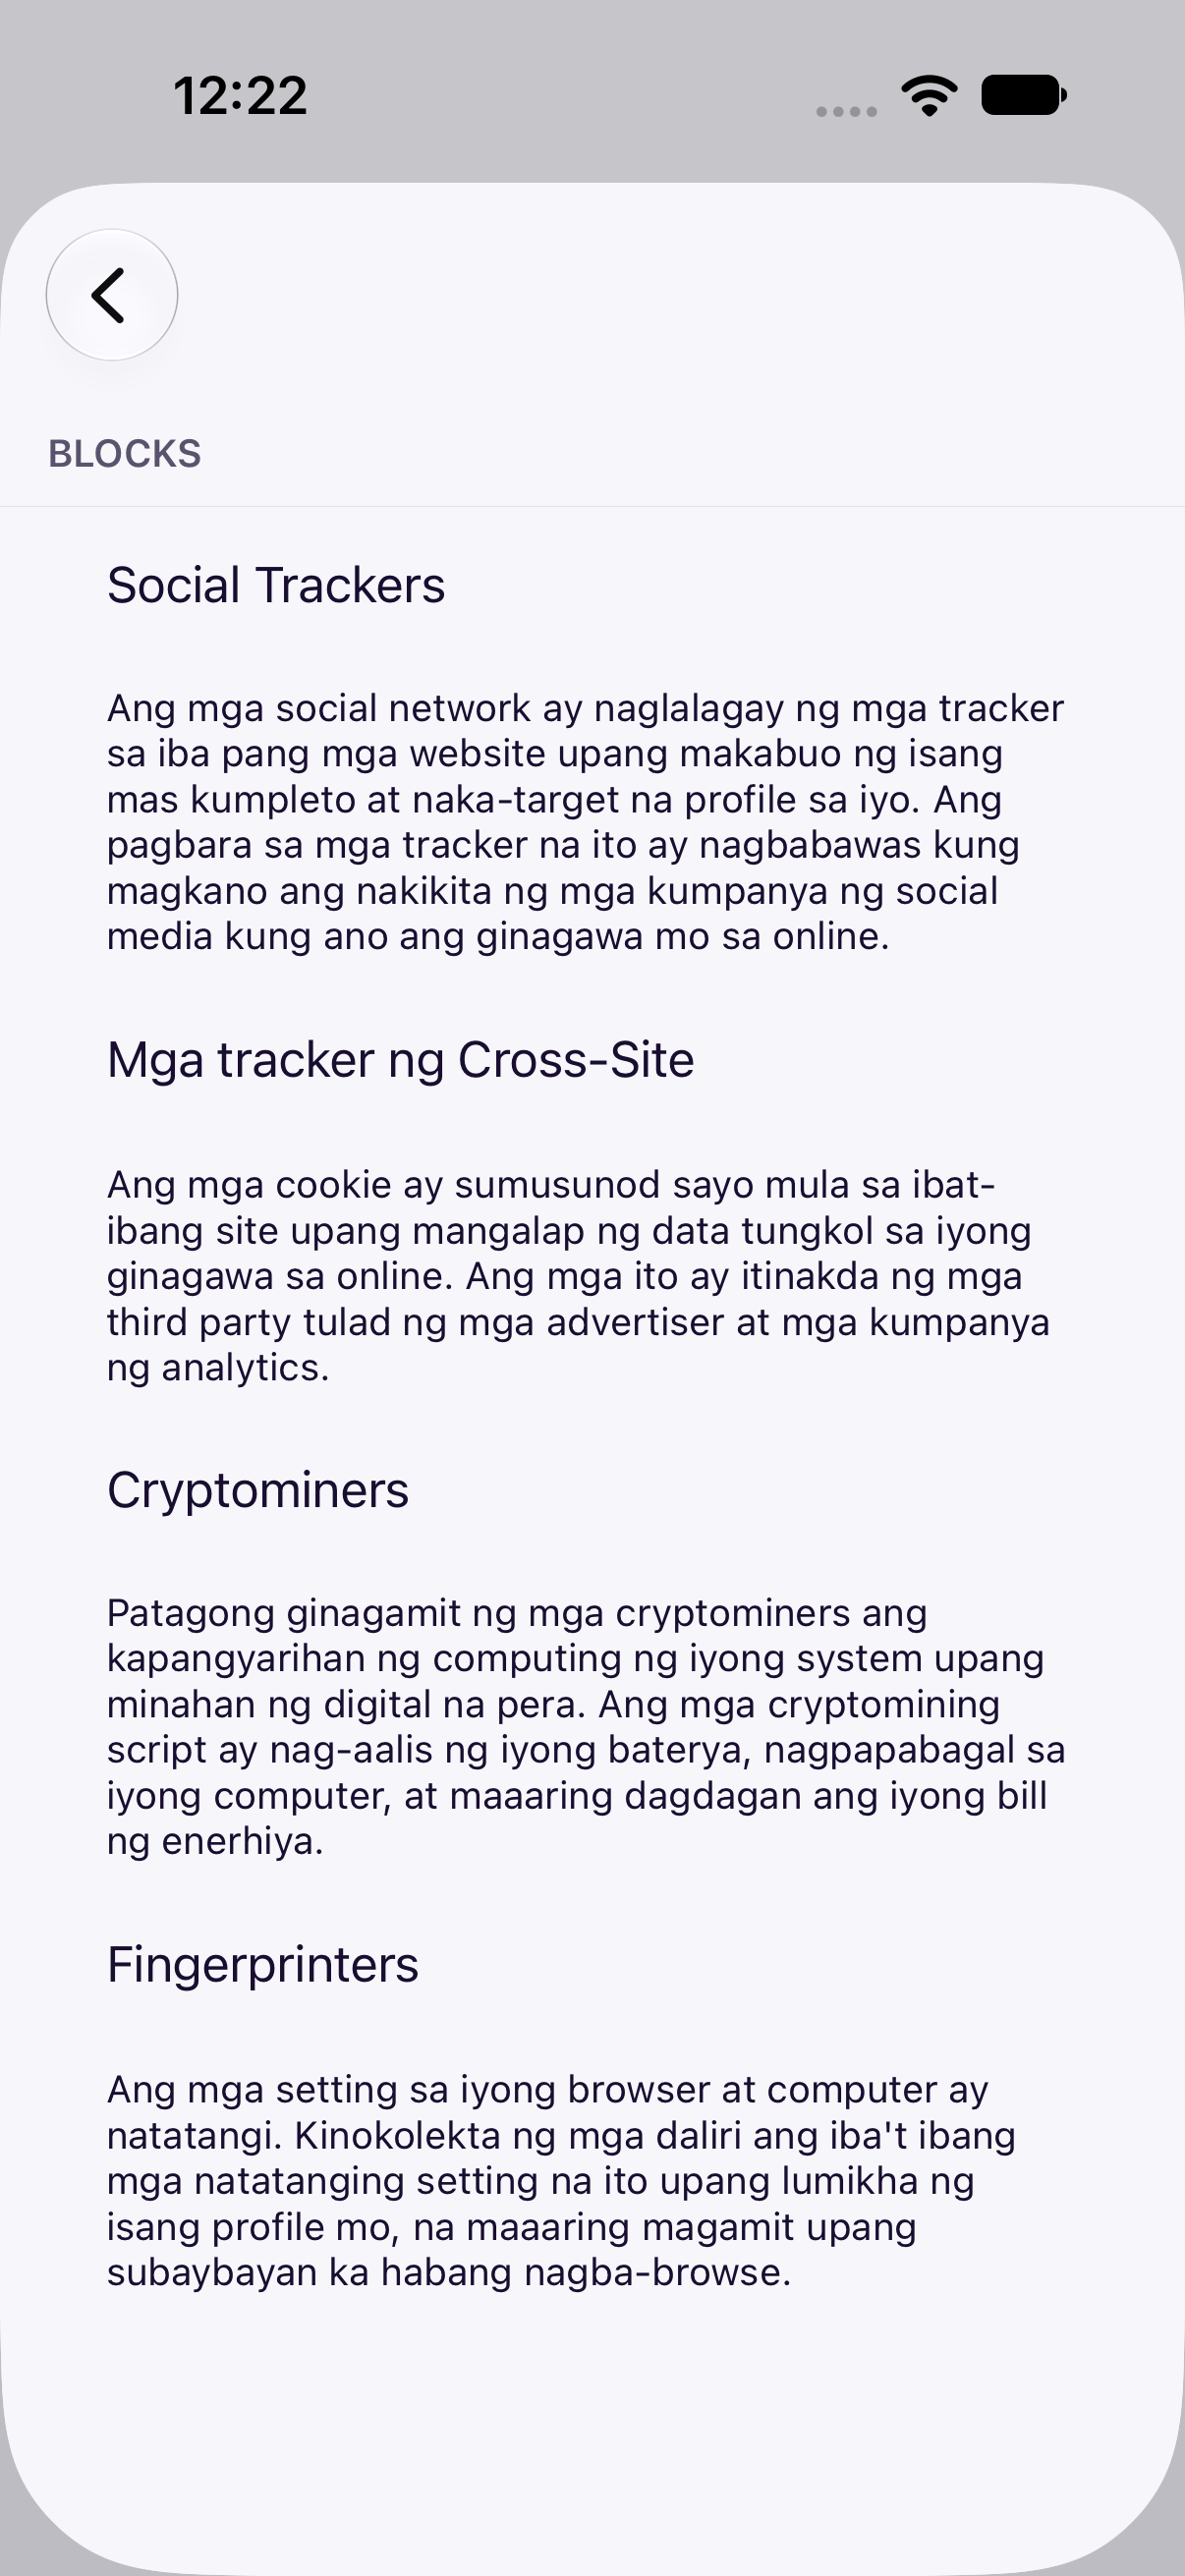 12:22
BLOCKS
Social Trackers
Ang mga social network ay naglalagay ng mga tracker
sa iba pang mga website upang makabuo ng isang
mas kumpleto at naka-target na profile sa iyo. Ang
pagbara sa mga tracker na ito ay nagbabawas kung
magkano ang nakikita ng mga kumpanya ng social
media kung ano ang ginagawa mo sa online.
Mga tracker ng Cross-Site
Ang mga cookie ay sumusunod sayo mula sa ibat-
ibang site upang mangalap ng data tungkol sa iyong
ginagawa sa online. Ang mga ito ay itinakda ng mga
third party tulad ng mga advertiser at mga kumpanya
ng analytics.
Cryptominers
Patagong ginagamit ng mga cryptominers ang
kapangyarihan ng computing ng iyong system upang
minahan ng digital na pera. Ang mga cryptomining
script ay nag-aalis ng iyong baterya, nagpapabagal sa
iyong computer, at maaaring dagdagan ang iyong bill
ng enerhiya.
Fingerprinters
Ang mga setting sa iyong browser at computer ay
natatangi. Kinokolekta ng mga daliri ang iba't ibang
mga natatanging setting na ito upang lumikha ng
isang profile mo, na maaaring magamit upang
subaybayan ka habang nagba-browse.